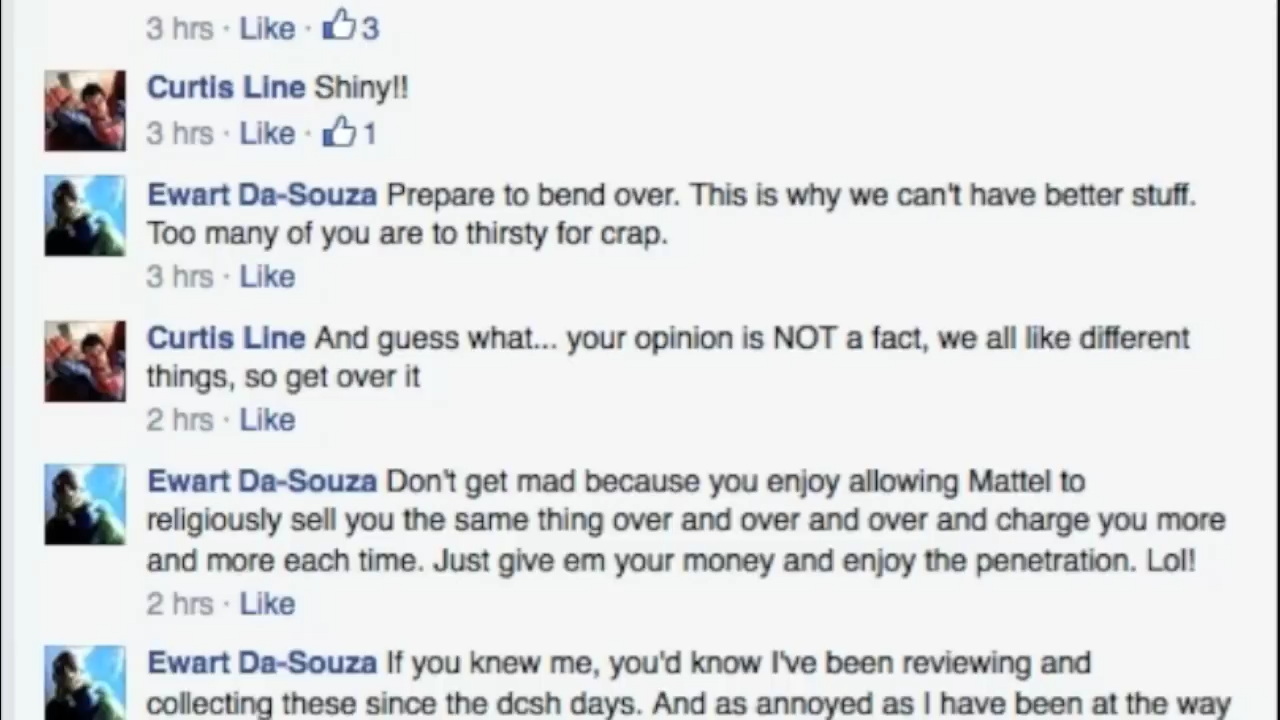 3 hrs · Like · 3
Curtis Line Shiny!!
3 hrs · Like · 1
Ewart Da-Souza Prepare to bend over. This is why we can't have better stuff.
Too many of you are to thirsty for crap.
3 hrs · Like
Curtis Line And guess what... your opinion is NOT a fact, we all like different
things, so get over it
2 hrs · Like
Ewart Da-Souza Don't get mad because you enjoy allowing Mattel to
religiously sell you the same thing over and over and over and charge you more
and more each time. Just give em your money and enjoy the penetration. Lol!
2 hrs · Like
Ewart Da-Souza If you knew me, you'd know I've been reviewing and
collecting these since the dcsh days. And as annoyed as I have been at the way